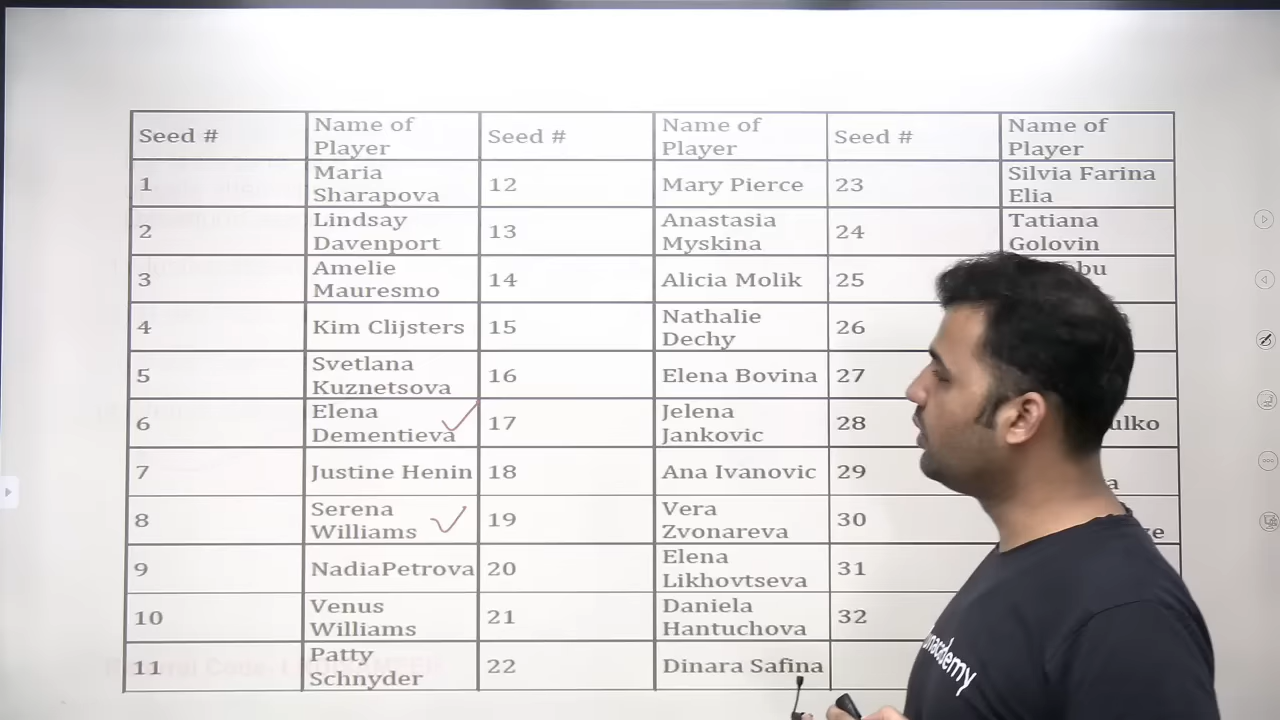 Seed #
Name of
Player
Seed #
Name of
Player
Seed #
Name of
Player
1
Maria
Sharapova
12
Mary Pierce
23
Silvia Farina
Elia
2
Lindsay
Davenport
13
Anastasia
Myskina
24
Tatiana
Golovin
3
Amelie
Mauresmo
14
Alicia Molik
25
4
Kim Clijsters
15
Nathalie
Dechy
26
5
Svetlana
Kuznetsova
16
Elena Bovina
27
6
Elena
Dementieva
17
Jelena
Jankovic
28
7
Justine Henin
18
Ana Ivanovic
29
8
Serena
Williams
19
Vera
Zvonareva
30
9
NadiaPetrova
20
Elena
Likhovtseva
31
10
Venus
Williams
21
Daniela
Hantuchova
32
11
Patty
Schnyder
22
Dinara Safina